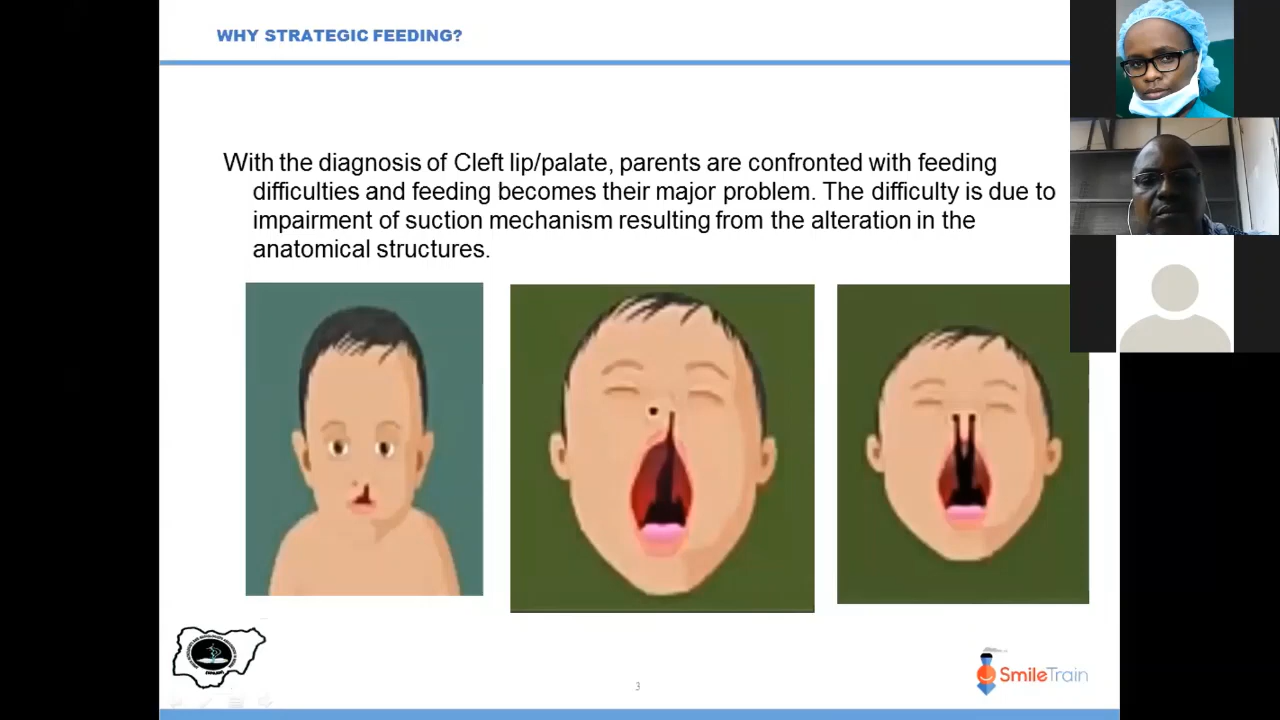 WHY STRATEGIC FEEDING?
With the diagnosis of Cleft lip/palate, parents are confronted with feeding
difficulties and feeding becomes their major problem. The difficulty is due to
impairment of suction mechanism resulting from the alteration in the
anatomical structures.
3
SmileTrain